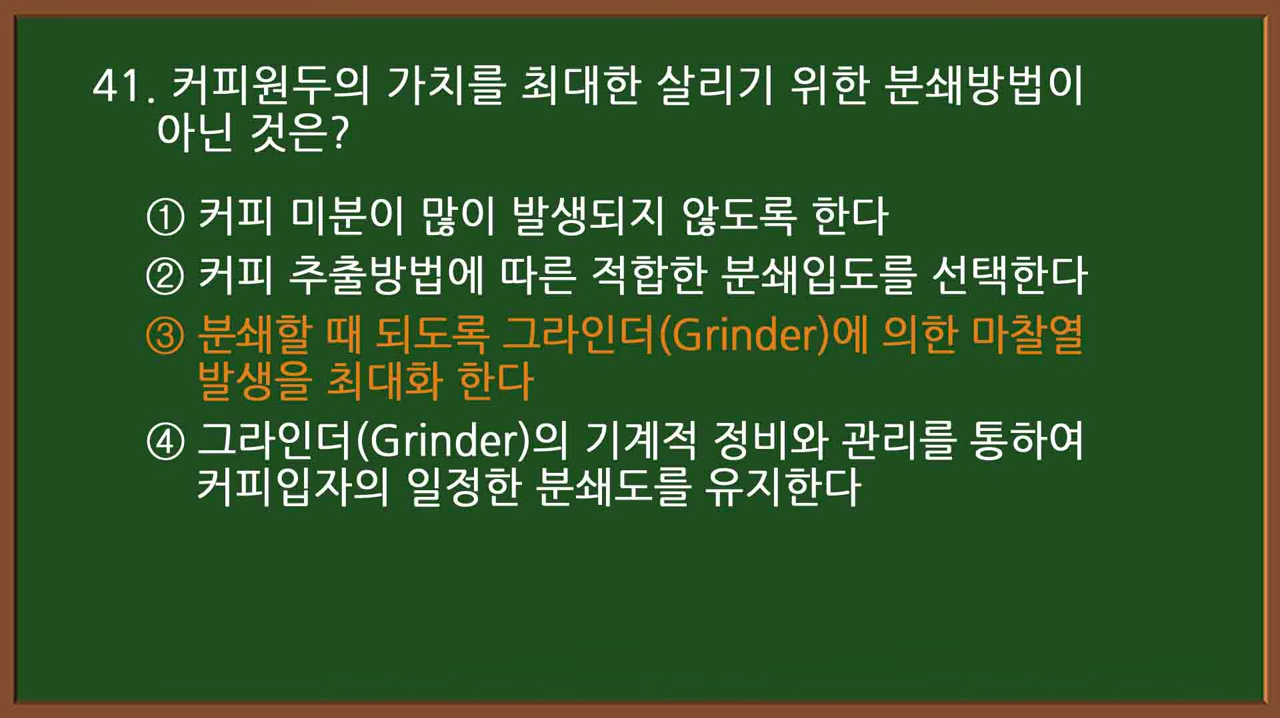 41. 커피원두의 가치를 최대한 살리기 위한 분쇄방법이
아닌 것은?
① 커피 미분이 많이 발생되지 않도록 한다
② 커피 추출방법에 따른 적합한 분쇄입도를 선택한다
③ 분쇄할 때 되도록 그라인더(Grinder)에 의한 마찰열
발생을 최대화 한다
④ 그라인더(Grinder)의 기계적 정비와 관리를 통하여
커피입자의 일정한 분쇄도를 유지한다